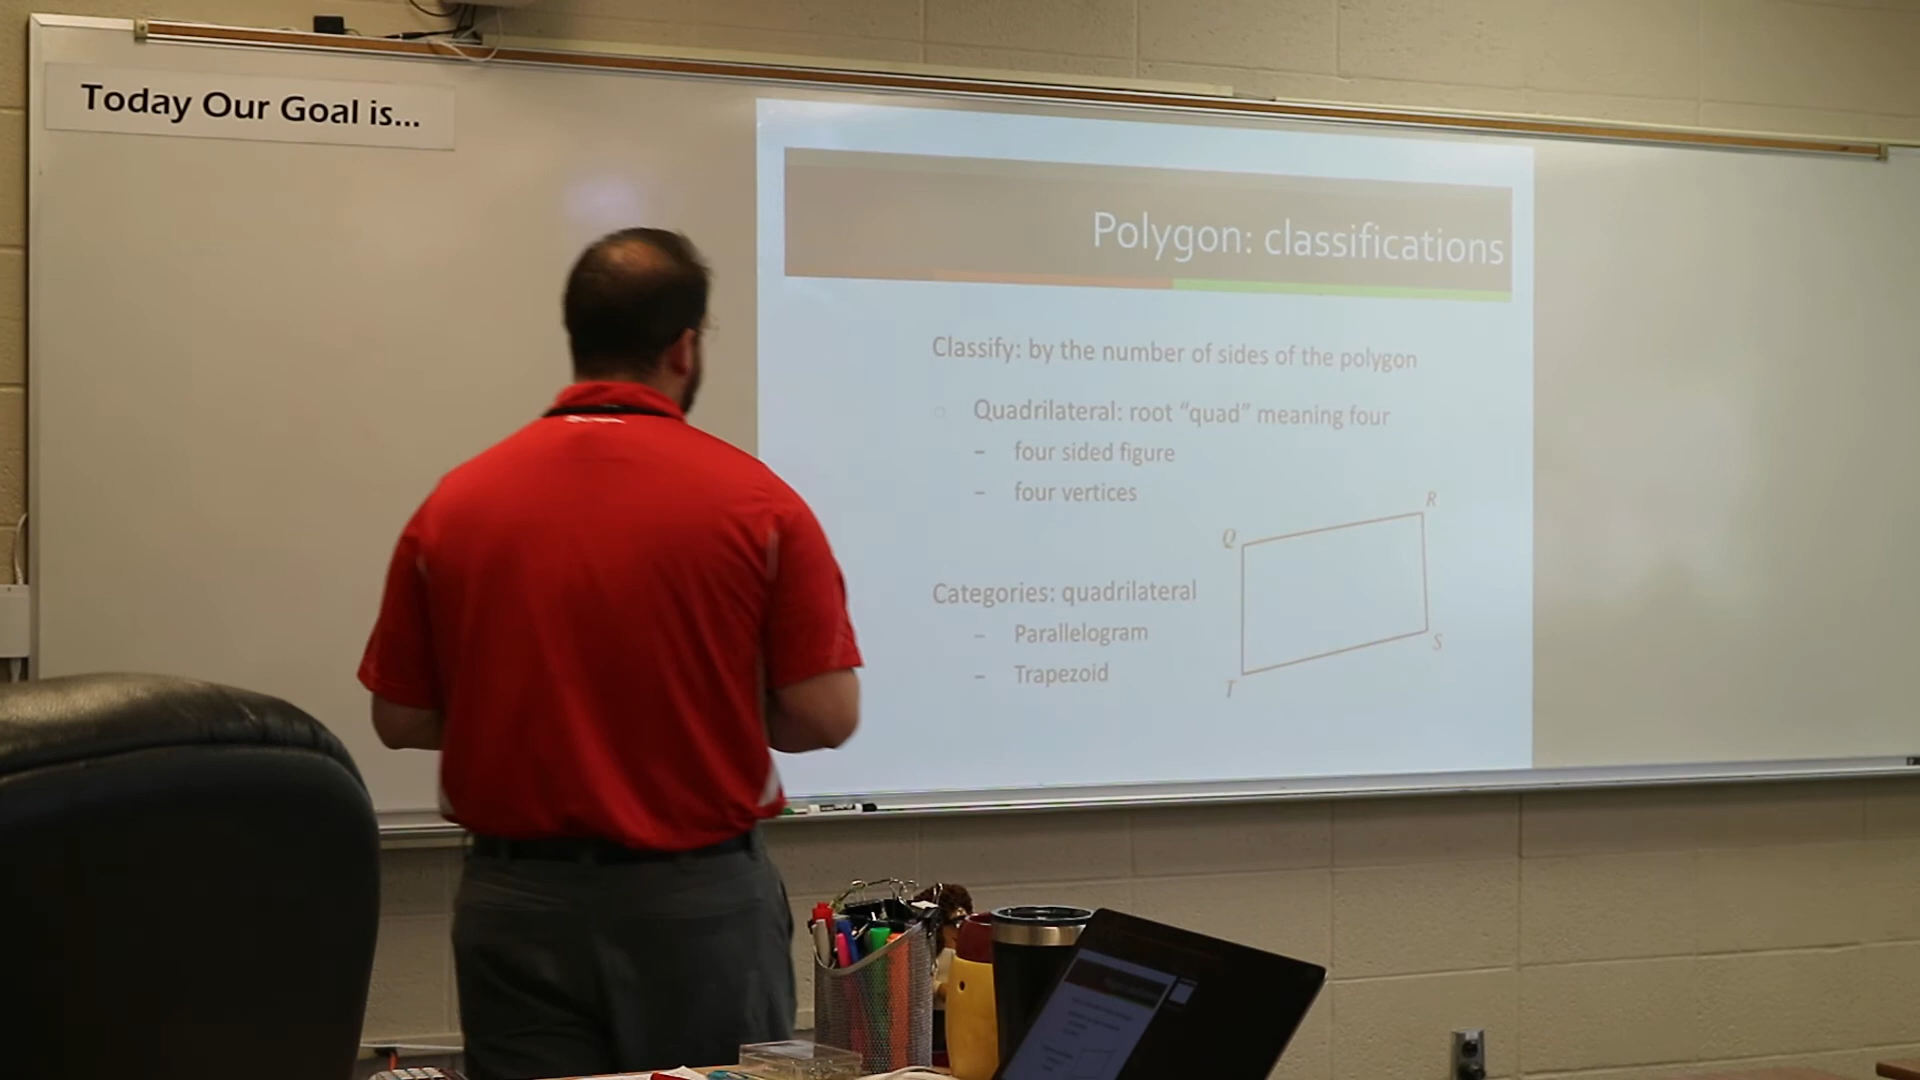 Today Our Goal is...
Polygon: classifications
Classify: by the number of sides of the polygon
Quadrilateral: root “quad” meaning four
- four sided figure
- four vertices
R
Q
Categories: quadrilateral
- Parallelogram
S
- Trapezoid
T